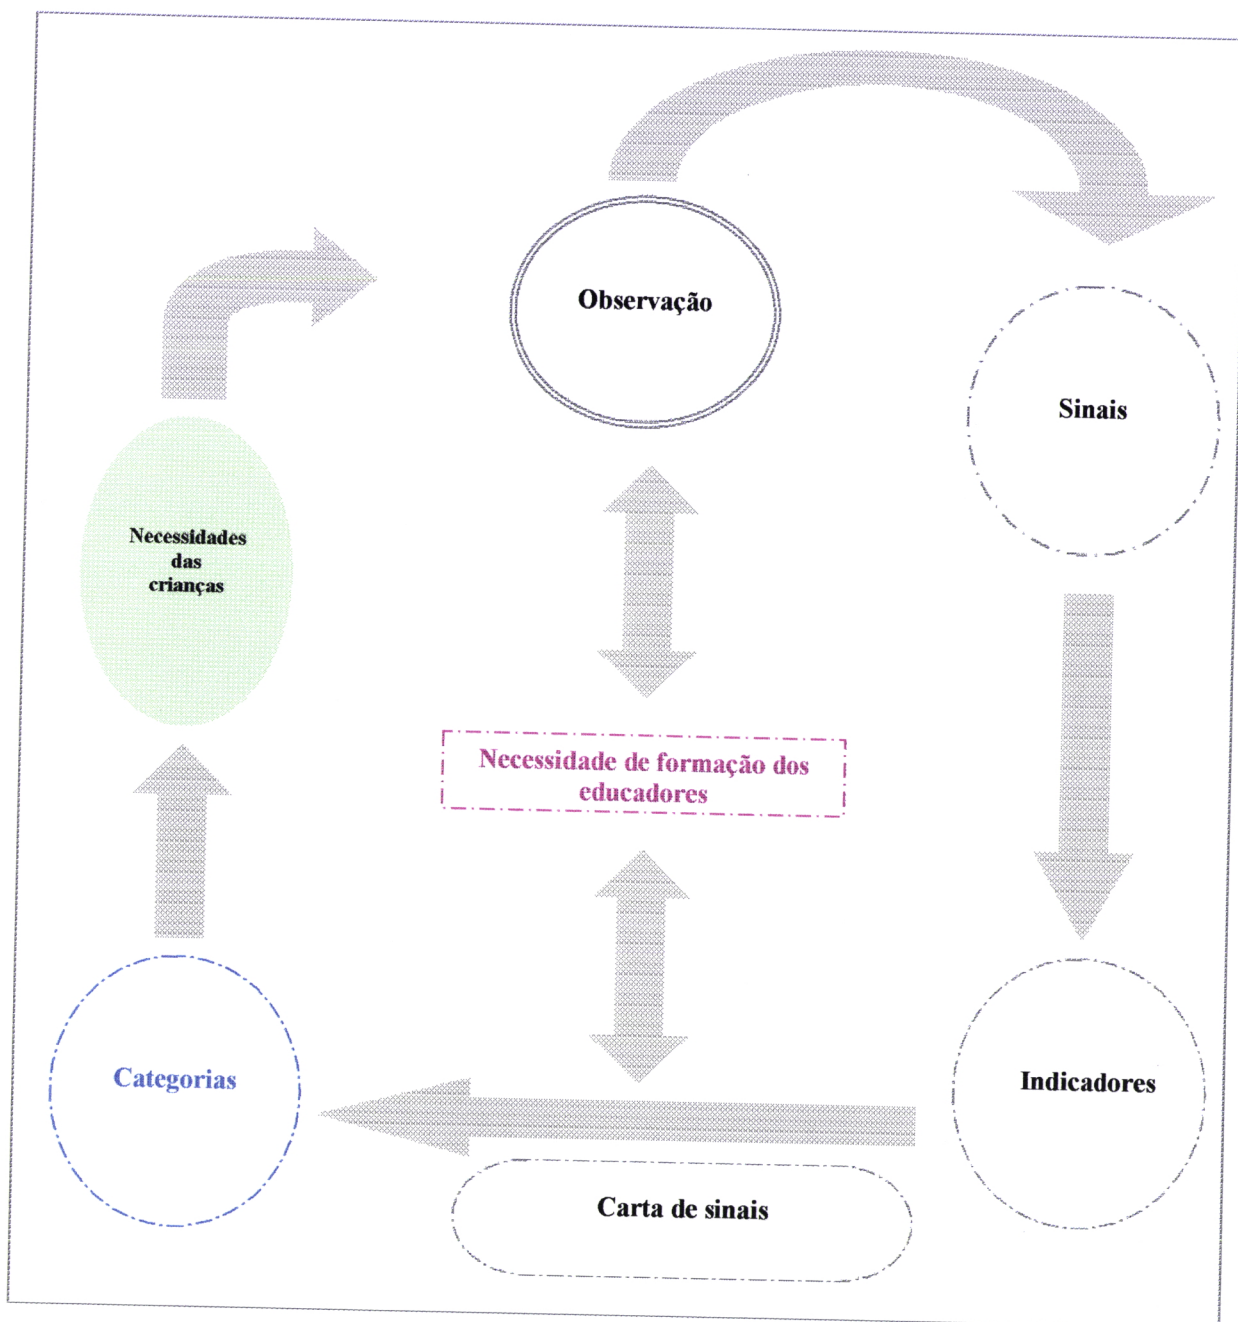 Observação
Sinais
Necessidades
das
crianças
Necessidade de formação dos
educadores
Categorias
Indicadores
Carta de sinais